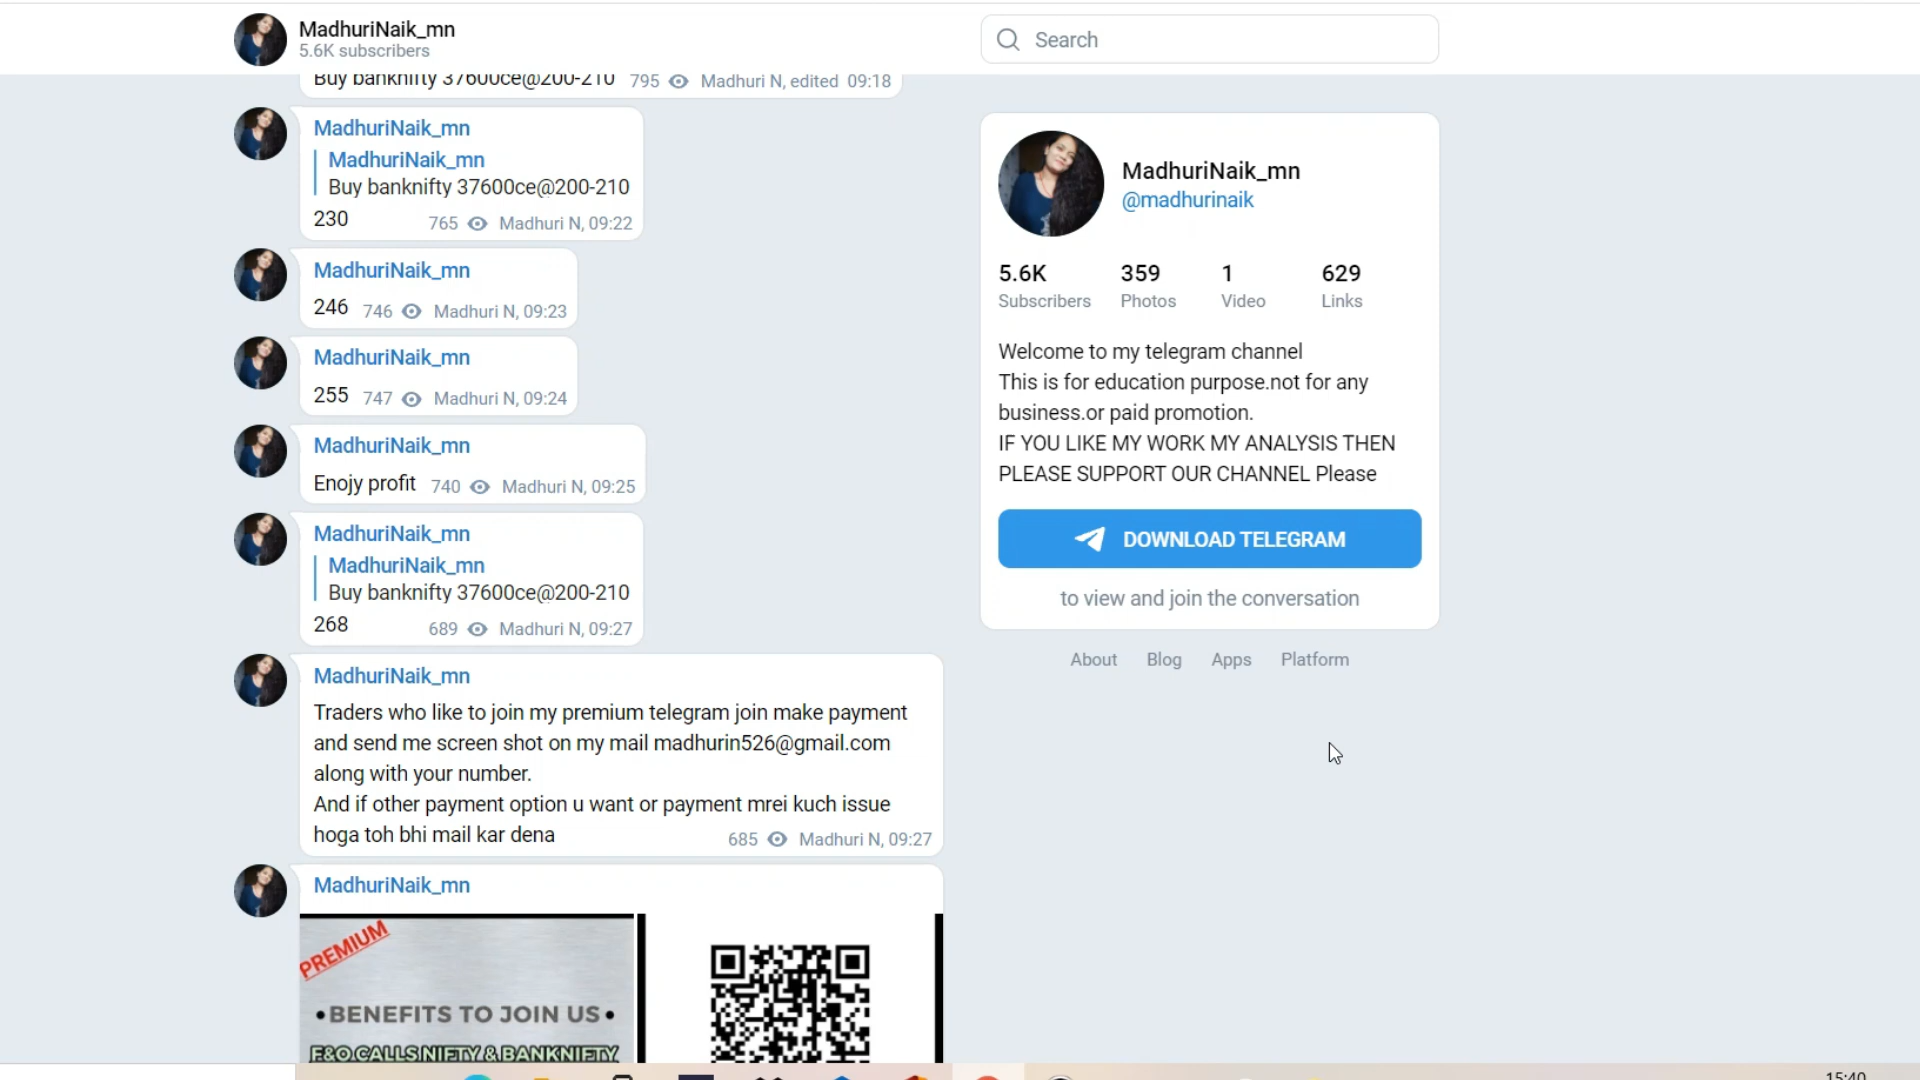 MadhuriNaik_mn
5.6K subscribers
Search
Buy banknifty 37600ce@200-210 795 Madhuri N, edited 09:18
MadhuriNaik_mn
MadhuriNaik_mn
Buy banknifty 37600ce@200-210
230 765 Madhuri N, 09:22
MadhuriNaik_mn
246 746 Madhuri N, 09:23
MadhuriNaik_mn
255 747 Madhuri N, 09:24
MadhuriNaik_mn
Enojy profit 740 Madhuri N, 09:25
MadhuriNaik_mn
MadhuriNaik_mn
Buy banknifty 37600ce@200-210
268 689 Madhuri N, 09:27
MadhuriNaik_mn
Traders who like to join my premium telegram join make payment
and send me screen shot on my mail madhurin526@gmail.com
along with your number.
And if other payment option u want or payment mrei kuch issue
hoga toh bhi mail kar dena 685 Madhuri N, 09:27
MadhuriNaik_mn
PREMIUM
•BENEFITS TO JOIN US•
F&O CALLS NIFTY & BANKNIFTY
MadhuriNaik_mn
@madhurinaik
5.6K 359 1 629
Subscribers Photos Video Links
Welcome to my telegram channel
This is for education purpose.not for any
business.or paid promotion.
IF YOU LIKE MY WORK MY ANALYSIS THEN
PLEASE SUPPORT OUR CHANNEL Please
DOWNLOAD TELEGRAM
to view and join the conversation
About Blog Apps Platform
15:40